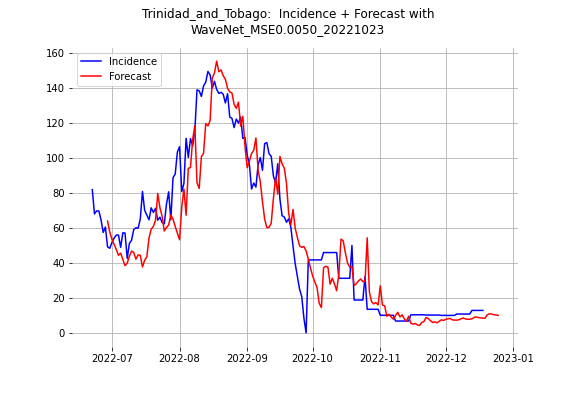 Trinidad_and_Tobago:  Incidence + Forecast with
WaveNet_MSE0.0050_20221023
Incidence
Forecast
160
140
120
100
80
60
40
20
0
2022-07 2022-08 2022-09 2022-10 2022-11 2022-12 2023-01